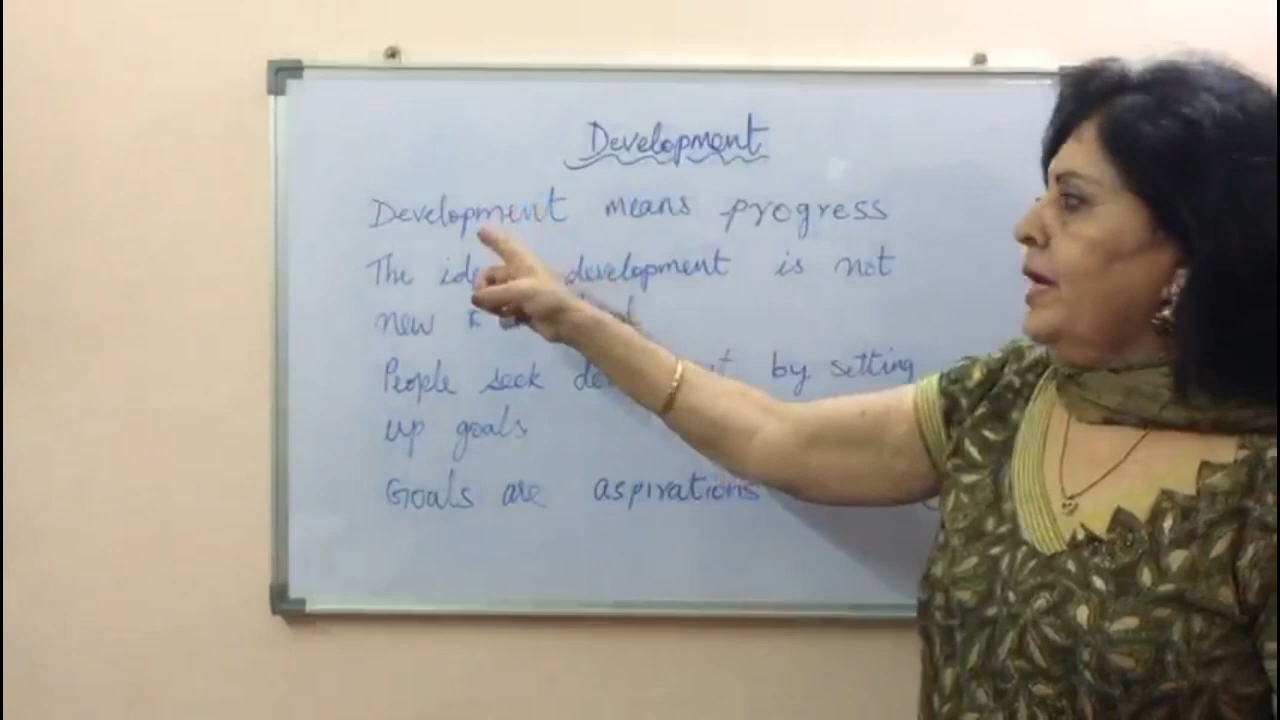 Development
Development means progress
The development is not
new
People seek by setting
up goals
Goals are aspirations